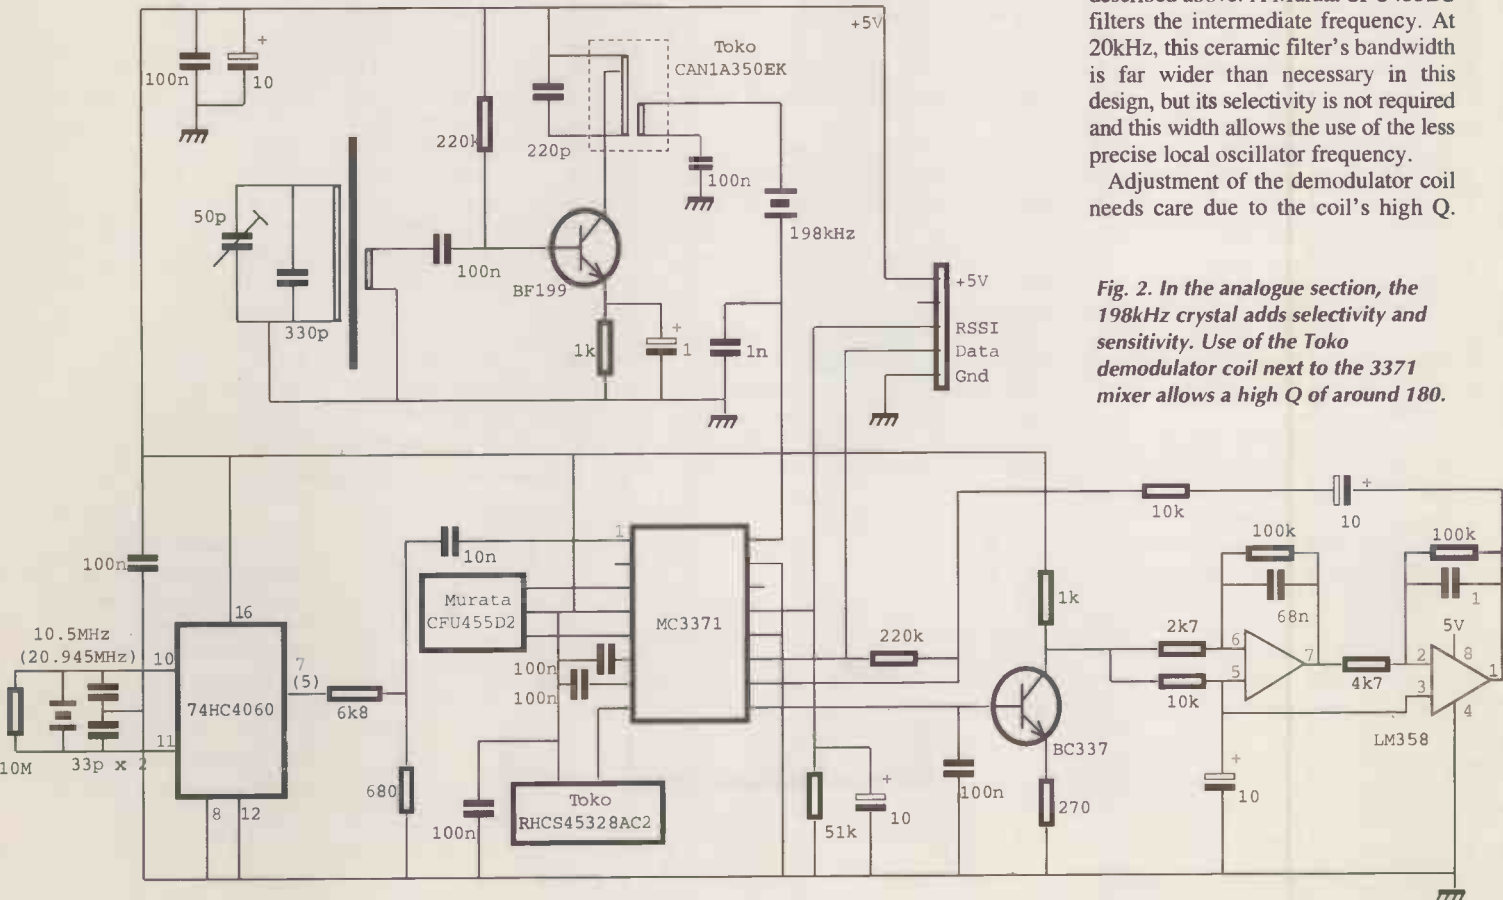 filters the intermediate frequency. At
20kHz, this ceramic filter's bandwidth
is far wider than necessary in this
design, but its selectivity is not required
and this width allows the use of the less
precise local oscillator frequency.
Adjustment of the demodulator coil
needs care due to the coil's high Q.
Fig. 2. In the analogue section, the
198kHz crystal adds selectivity and
sensitivity. Use of the Toko
demodulator coil next to the 3371
mixer allows a high Q of around 180.
+5V
100n
+
10
Toko
CAN1A350EK
220k
220p
100n
198kHz
50p
330p
100n
BF199
1k
+
1
1n
+5V
RSSI
Data
Gnd
10k
+
10
100n
10n
1
Murata
CFU455D2
MC3371
100n
100n
220k
1k
100k
68n
100k
1
5V
2k7
6
5
7
10k
4k7
2
3
8
1
4
LM358
10.5MHz
(20.945MHz)
10
16
7
(5)
74HC4060
11
8
12
10M
33p x 2
6k8
680
100n
Toko
RHCS45328AC2
51k
+
10
100n
BC337
270
+
10